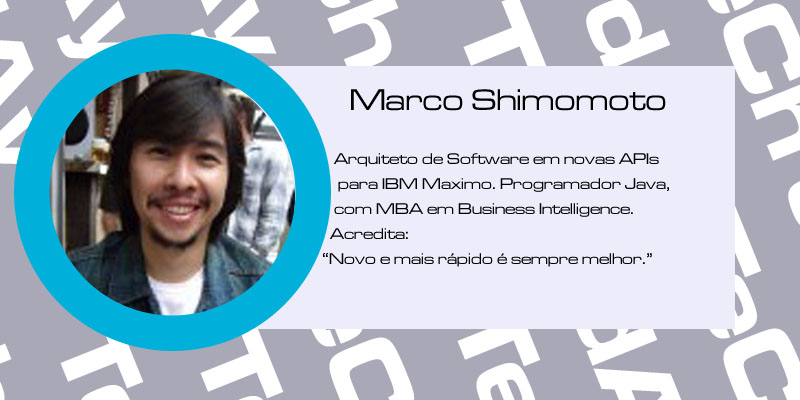 Marco Shimomoto
Arquiteto de Software em novas APIs
para IBM Maximo. Programador Java,
com MBA em Business Intelligence.
Acredita:
“Novo e mais rápido é sempre melhor.”